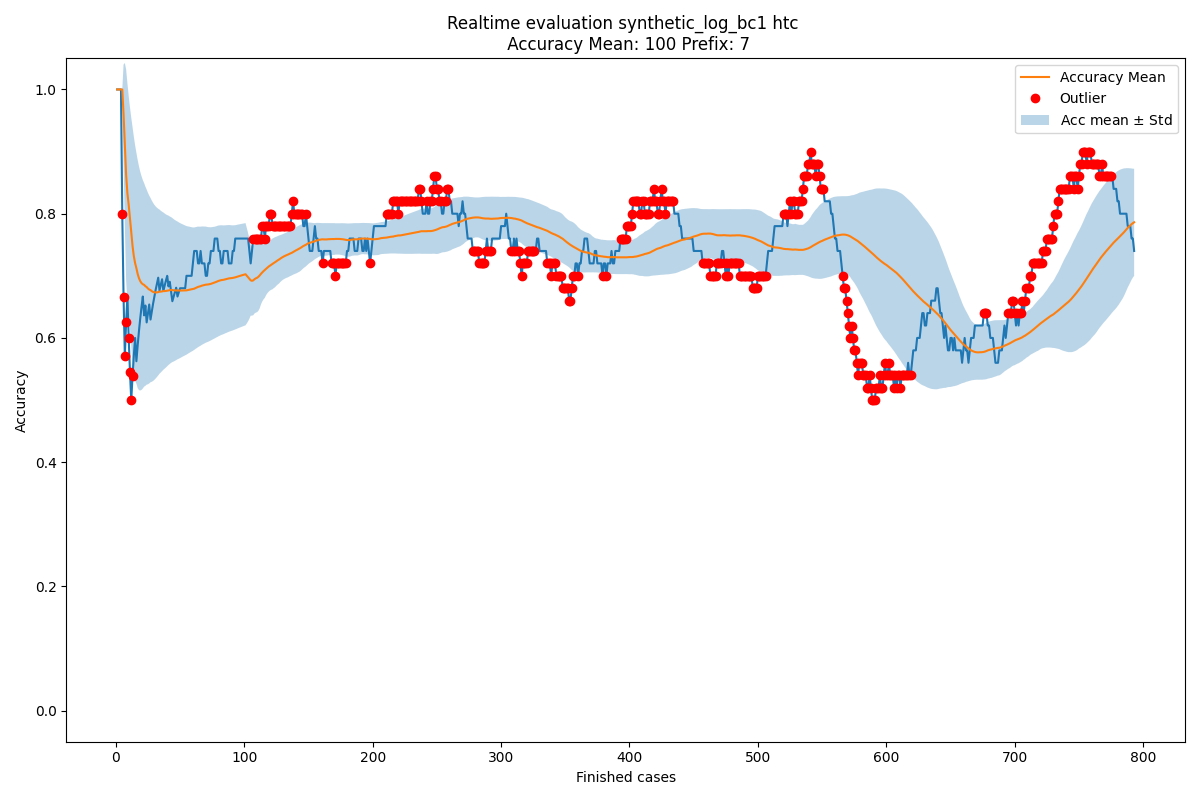 Realtime evaluation synthetic_log_bc1 htc
Accuracy Mean: 100 Prefix: 7
Accuracy Mean
Outlier
Acc mean ± Std
1.0
0.8
0.6
0.4
0.2
0.0
Accuracy
0 100 200 300 400 500 600 700 800
Finished cases